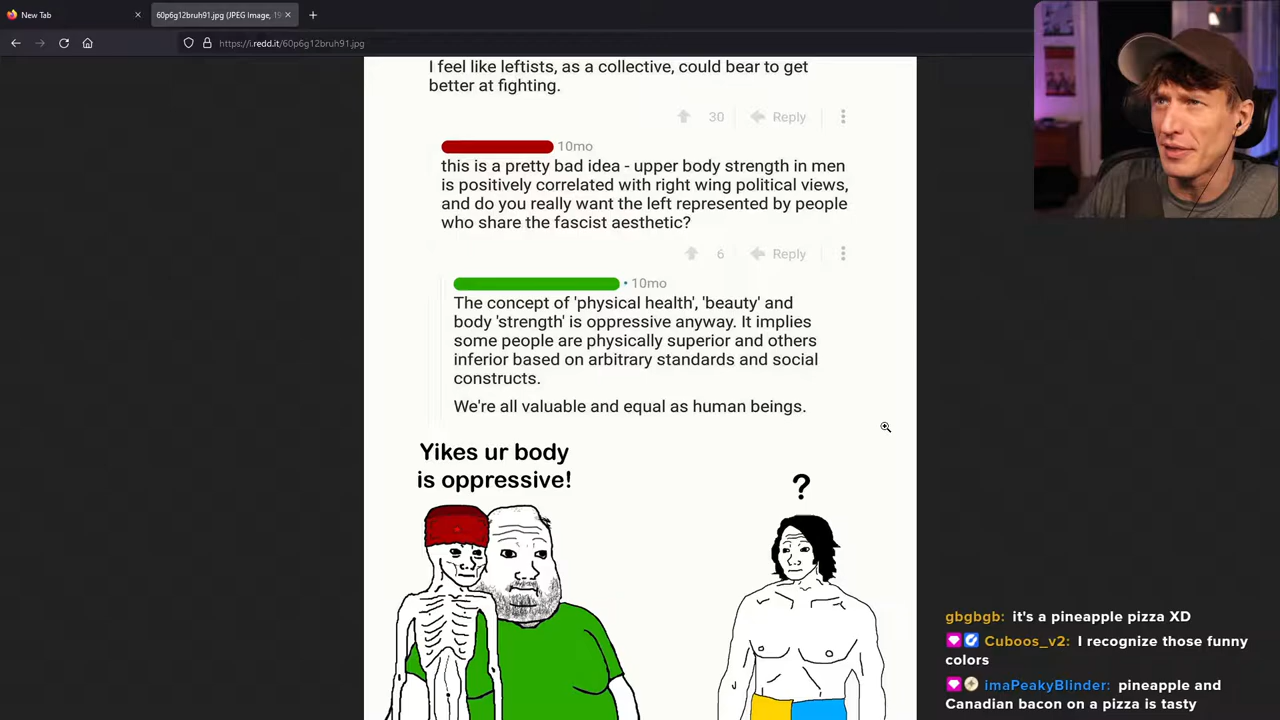 New Tab
60p6g12bruh91.jpg (JPEG Image, 19
https://i.redd.it/60p6g12bruh91.jpg
I feel like leftists, as a collective, could bear to get
better at fighting.
30 Reply
10mo
this is a pretty bad idea - upper body strength in men
is positively correlated with right wing political views,
and do you really want the left represented by people
who share the fascist aesthetic?
6 Reply
• 10mo
The concept of 'physical health', 'beauty' and
body 'strength' is oppressive anyway. It implies
some people are physically superior and others
inferior based on arbitrary standards and social
constructs.
We're all valuable and equal as human beings.
Yikes ur body
is oppressive!
?
gbgbgb: it's a pineapple pizza XD
Cuboos_v2: I recognize those funny
colors
imaPeakyBlinder: pineapple and
Canadian bacon on a pizza is tasty